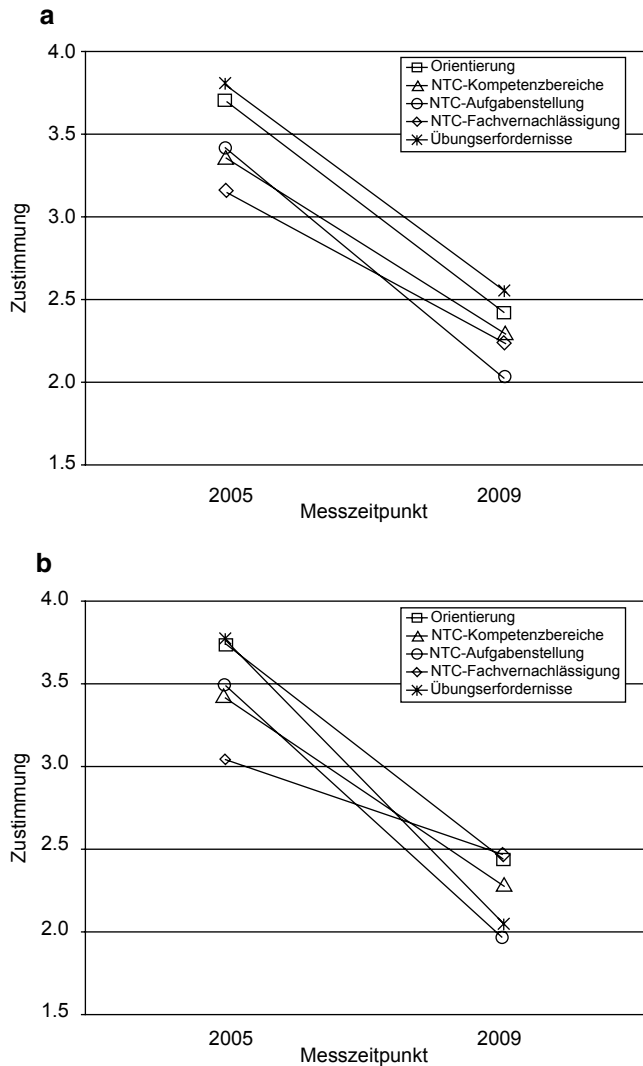 a
4.0
3.5
3.0
2.5
2.0
1.5
Zustimmung
Orientierung
NTC-Kompetenzbereiche
NTC-Aufgabenstellung
NTC-Fachvernachlässigung
Übungserfordernisse
2005
2009
Messzeitpunkt
b
4.0
3.5
3.0
2.5
2.0
1.5
Zustimmung
Orientierung
NTC-Kompetenzbereiche
NTC-Aufgabenstellung
NTC-Fachvernachlässigung
Übungserfordernisse
2005
2009
Messzeitpunkt